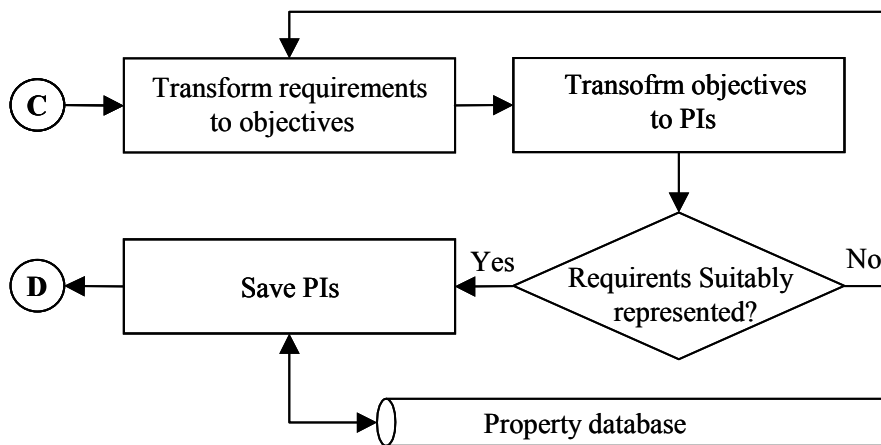 C
Transform requirements
to objectives
Transofrm objectives
to PIs
D
Save PIs
Yes
Requirents Suitably
represented?
No
Property database